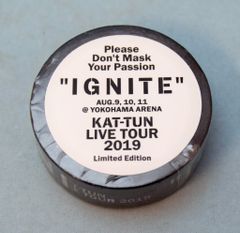 Please
Don't Mask
Your Passion
"IGNITE"
AUG.9, 10, 11
@ YOKOHAMA ARENA
KAT-TUN
LIVE TOUR
2019
Limited Edition